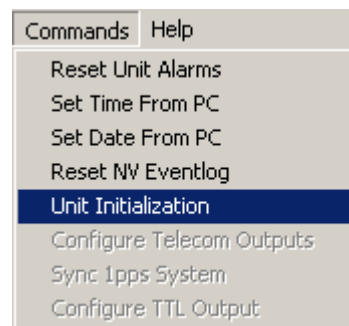 Commands Help
Reset Unit Alarms
Set Time From PC
Set Date From PC
Reset NV Eventlog
Unit Initialization
Configure Telecom Outputs
Sync 1pps System
Configure TTL Output